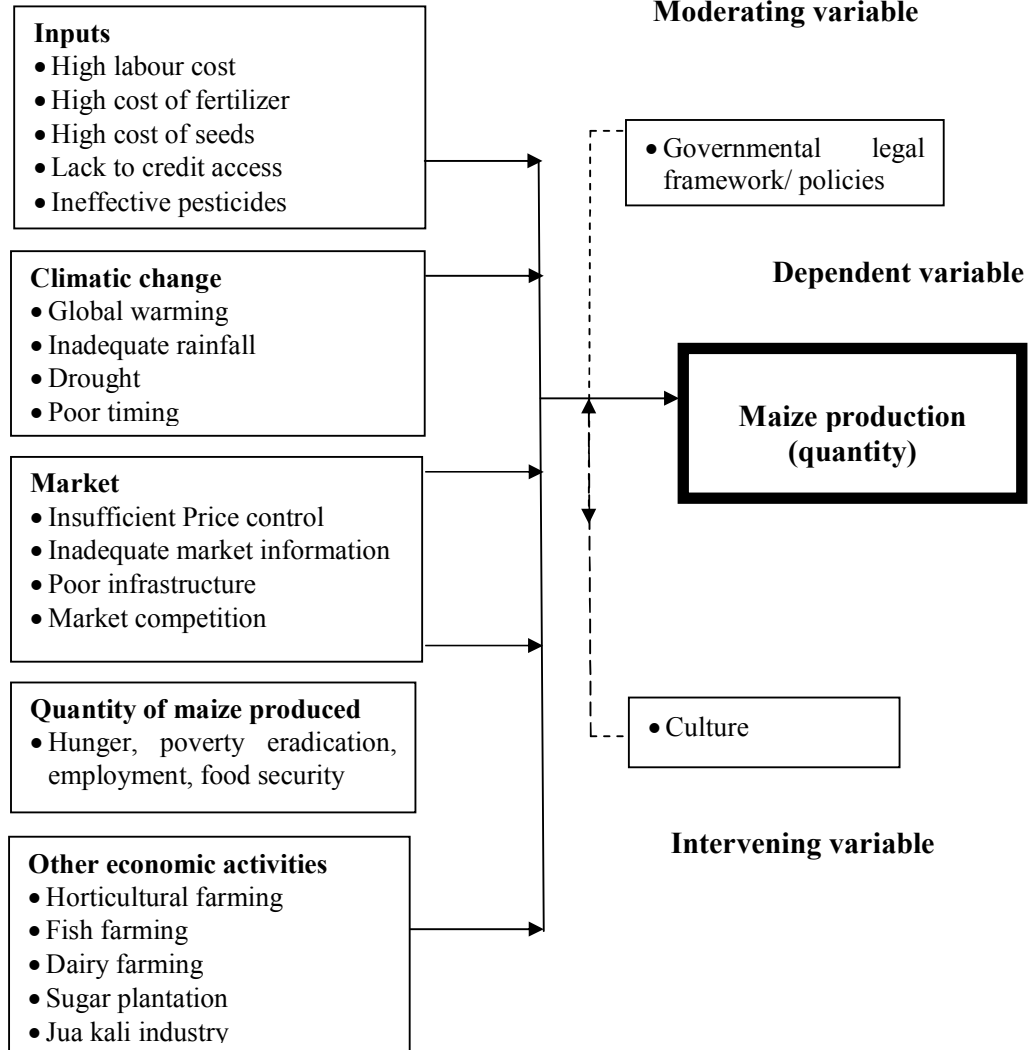 Moderating variable
Inputs
• High labour cost
• High cost of fertilizer
• High cost of seeds
• Lack to credit access
• Ineffective pesticides
• Governmental legal
framework/ policies
Climatic change
• Global warming
• Inadequate rainfall
• Drought
• Poor timing
Dependent variable
Maize production
(quantity)
Market
• Insufficient Price control
• Inadequate market information
• Poor infrastructure
• Market competition
Quantity of maize produced
• Hunger, poverty eradication,
employment, food security
• Culture
Intervening variable
Other economic activities
• Horticultural farming
• Fish farming
• Dairy farming
• Sugar plantation
• Jua kali industry